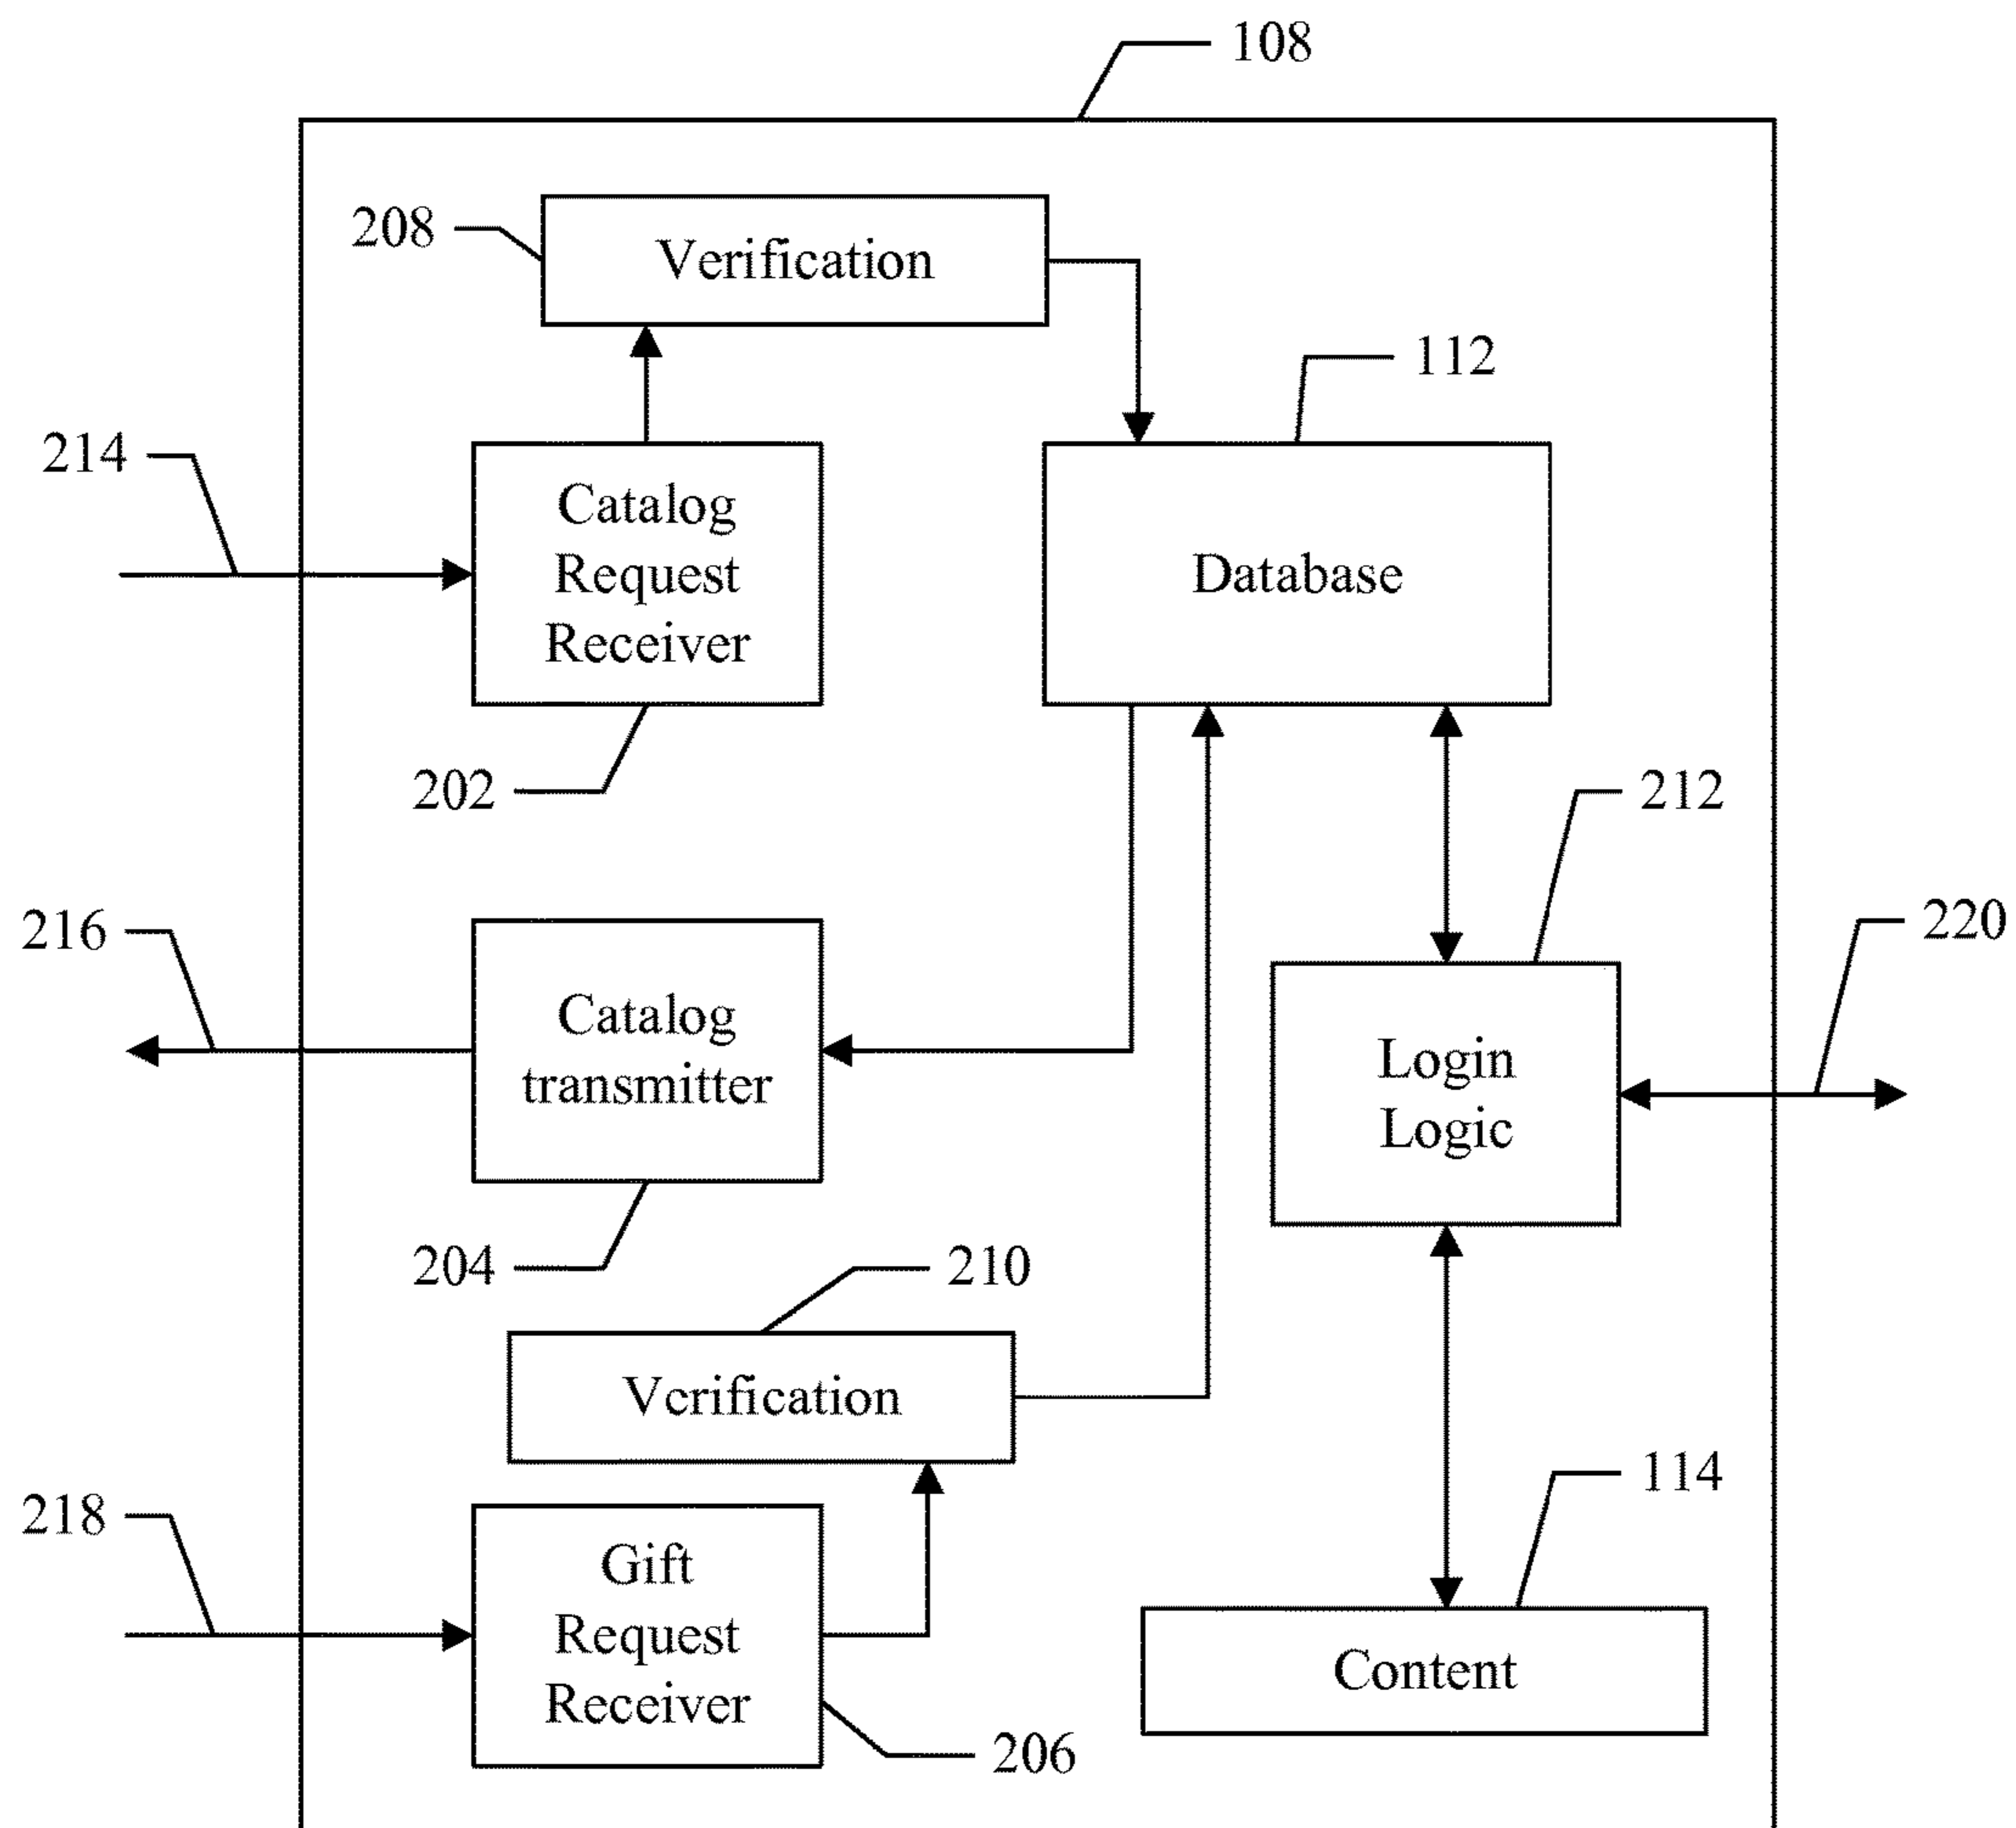 108
208
Verification
112
214
Catalog
Request
Receiver
Database
202
212
216
220
Catalog
transmitter
Login
Logic
204
210
Verification
114
218
Gift
Request
Receiver
Content
206